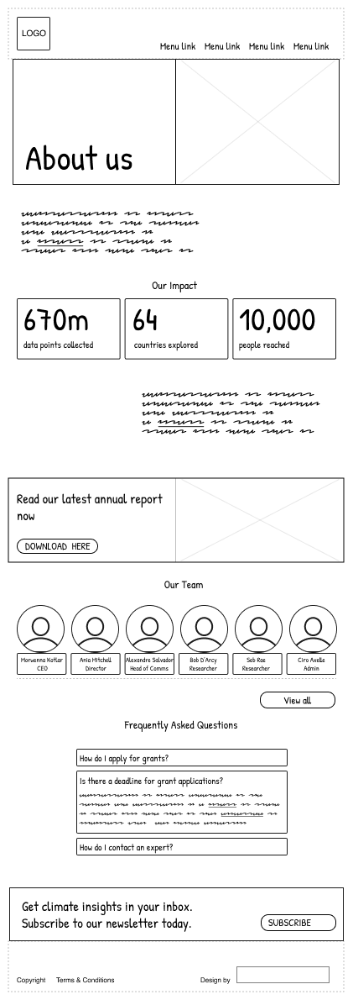 LOGO
Menu link Menu link Menu link Menu link
About us
Our Impact
670m 64 10,000
data points collected countries explored people reached
Read our latest annual report
now
DOWNLOAD HERE
Our Team
Morwenna Kotlar Ania Mitchell Alexandre Salvador Bob D'Arcy Seb Rae Ciro Axelle
CEO Director Head of Comms Researcher Researcher Admin
View all
Frequently Asked Questions
How do I apply for grants?
Is there a deadline for grant applications?
How do I contact an expert?
Get climate insights in your inbox.
Subscribe to our newsletter today.
SUBSCRIBE
Copyright Terms & Conditions Design by